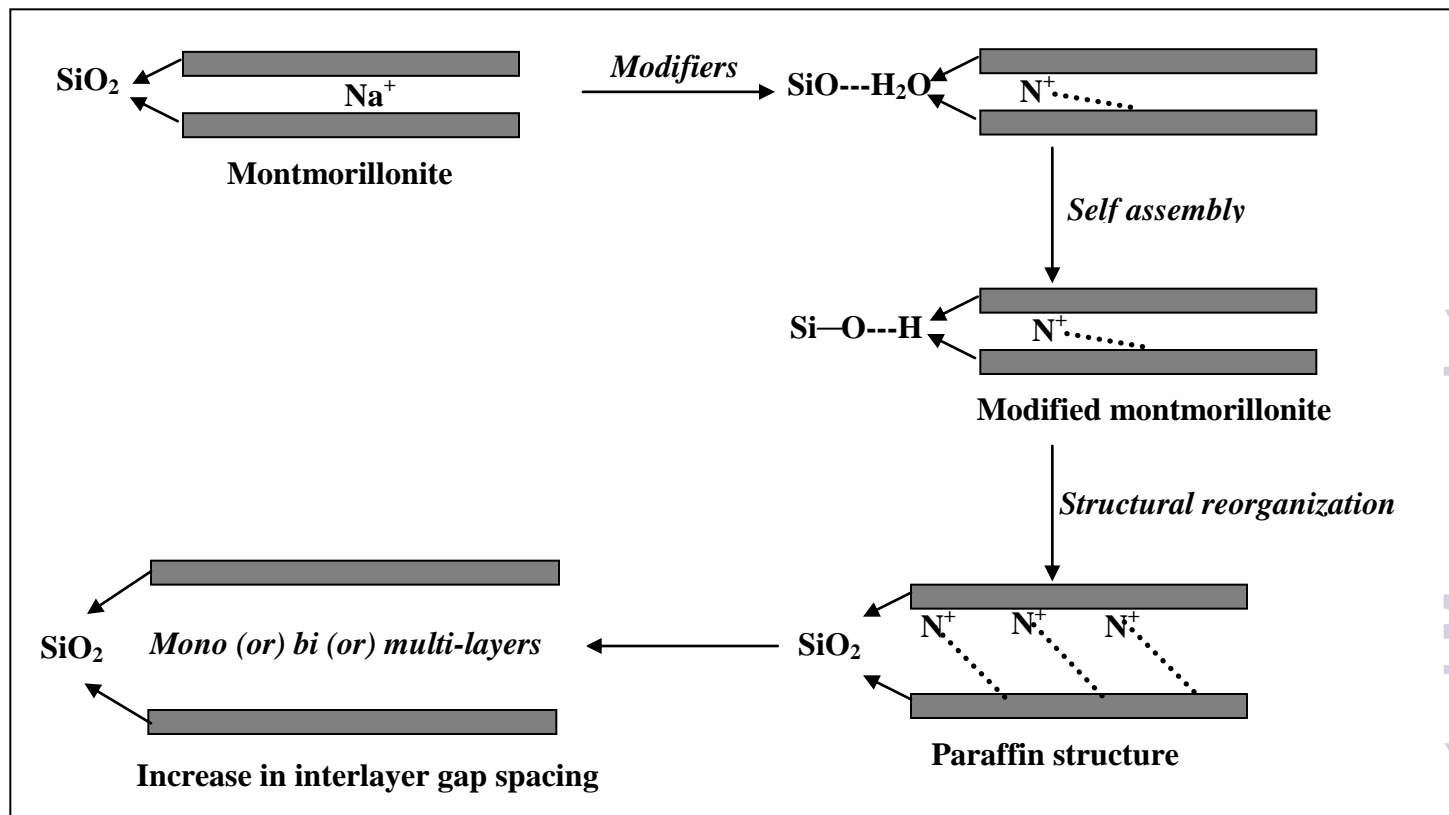 SiO₂
Na⁺
Montmorillonite
Modifiers
SiO---H₂O
N⁺
Self assembly
Si—O---H
N⁺
Modified montmorillonite
Structural reorganization
SiO₂
N⁺ N⁺ N⁺
Paraffin structure
SiO₂
Mono (or) bi (or) multi-layers
Increase in interlayer gap spacing